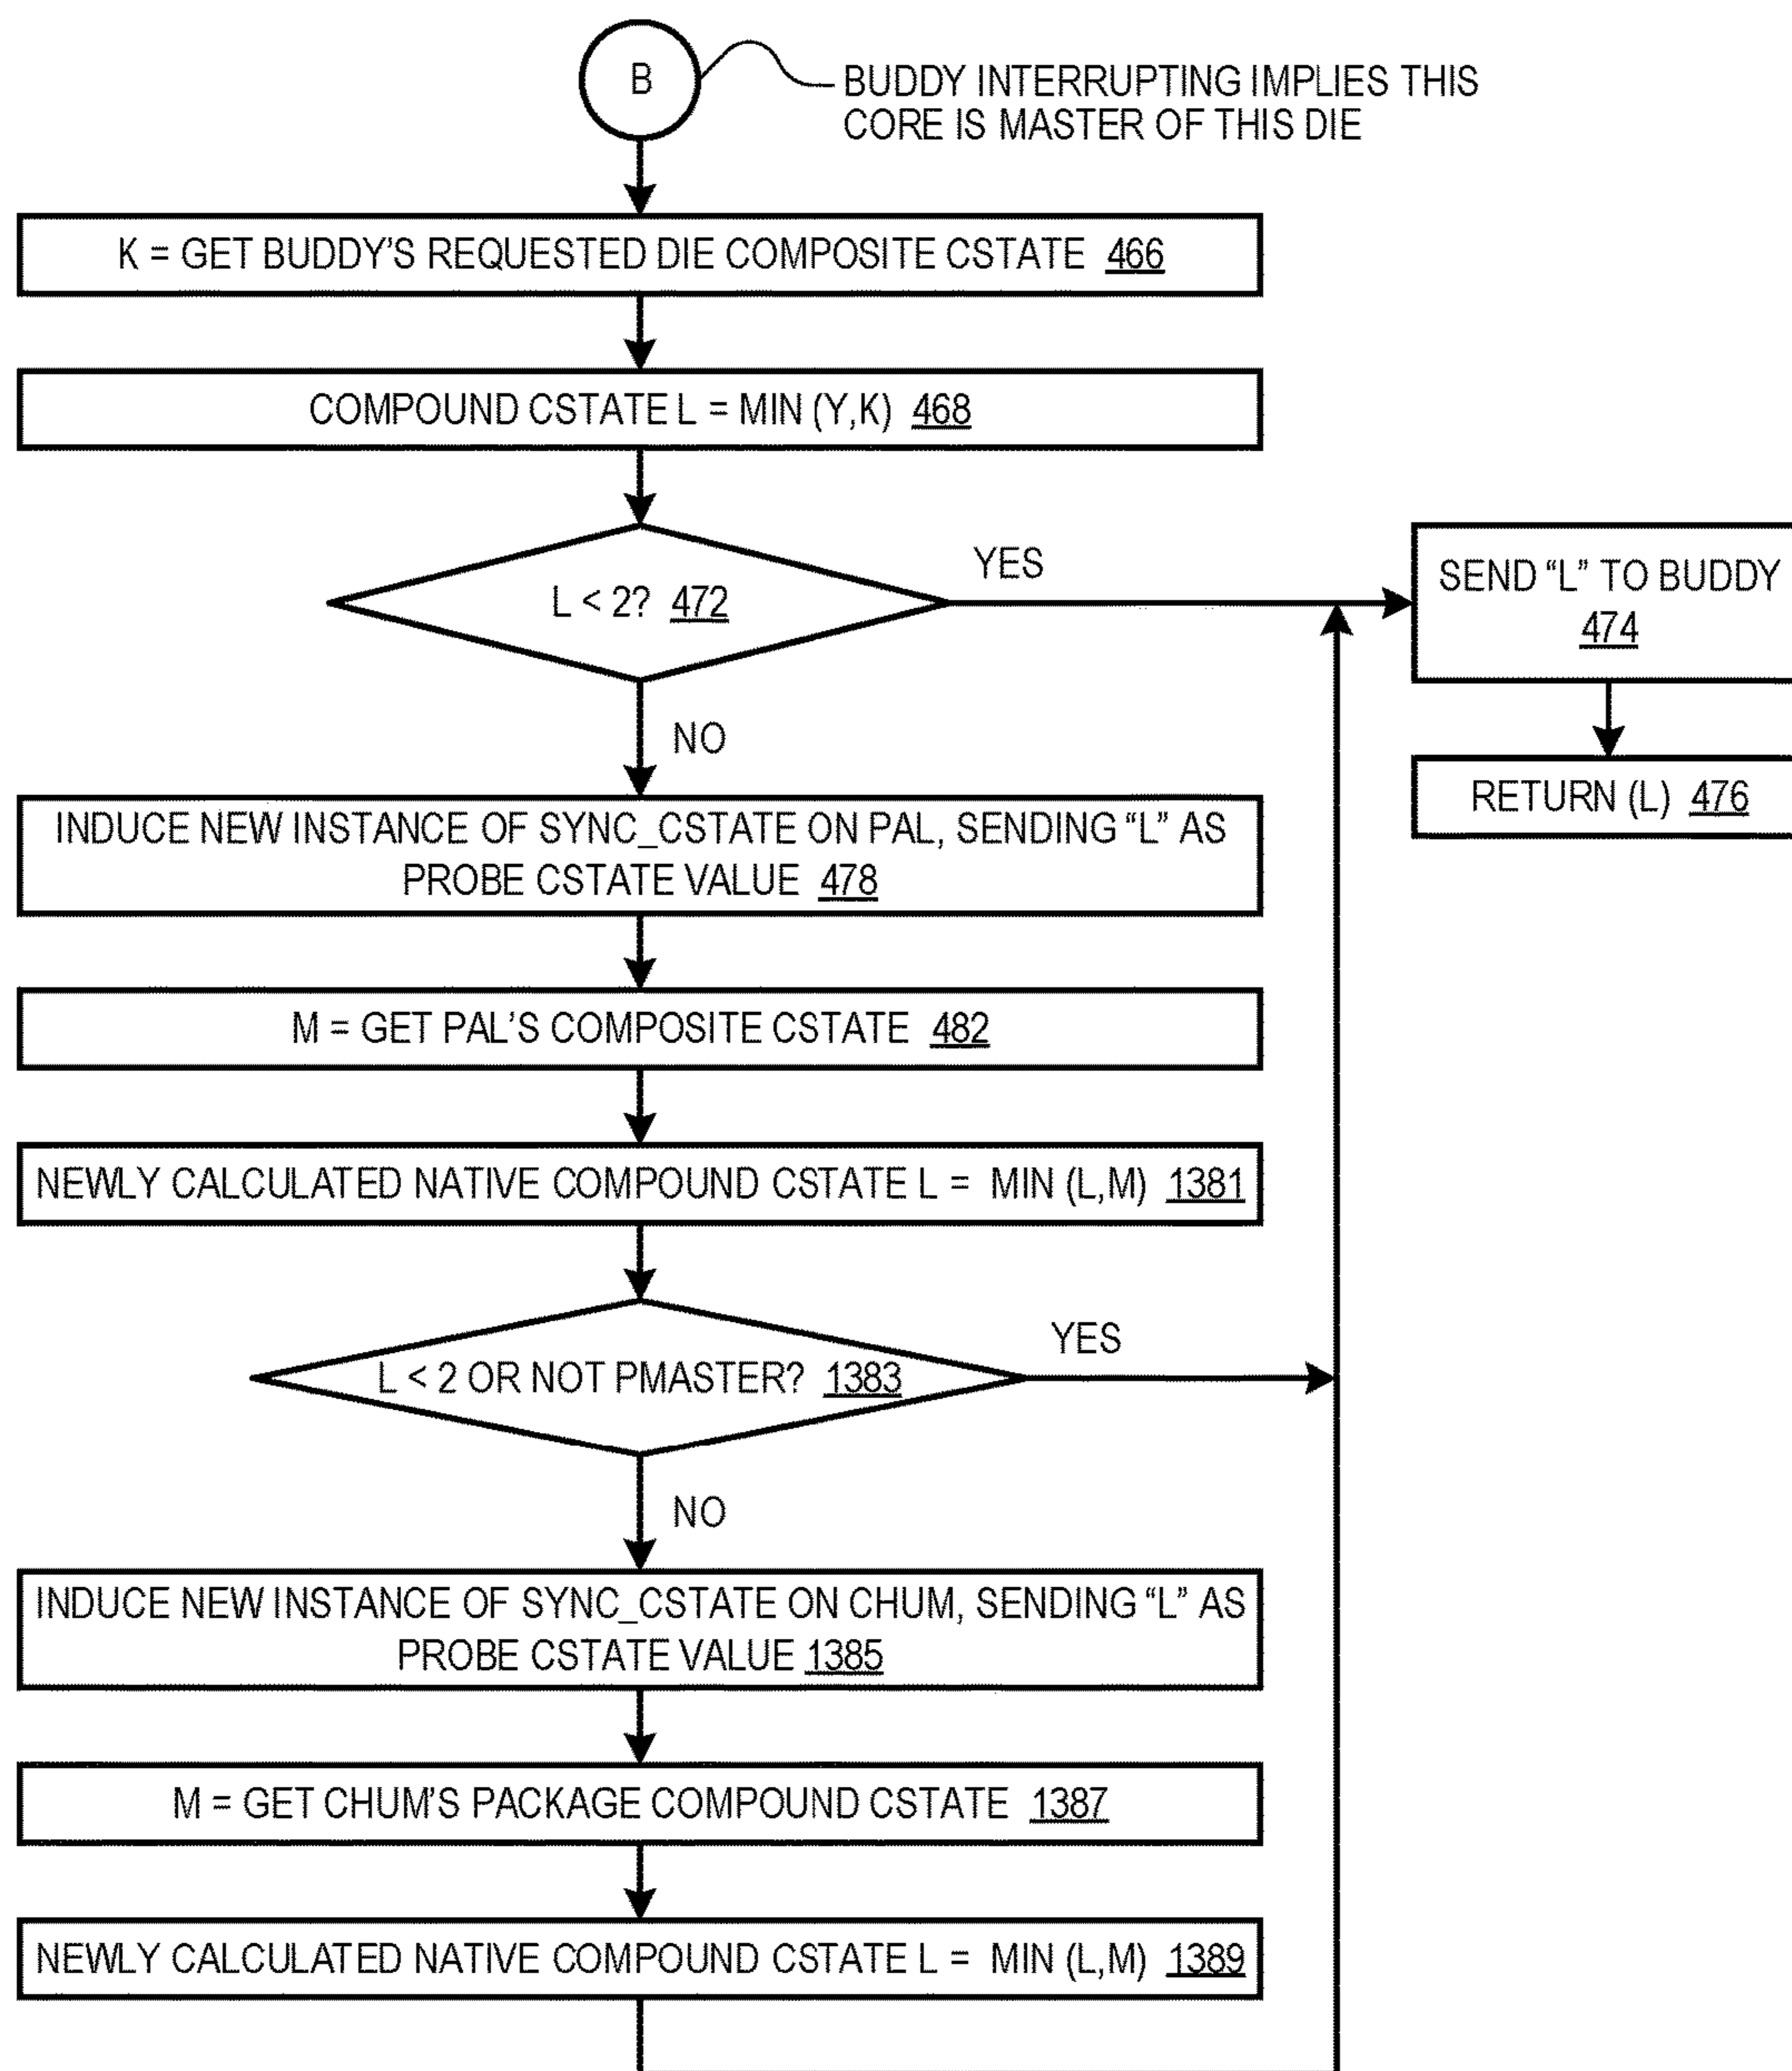 B
BUDDY INTERRUPTING IMPLIES THIS
CORE IS MASTER OF THIS DIE
K = GET BUDDY'S REQUESTED DIE COMPOSITE CSTATE 466
COMPOUND CSTATE L = MIN (Y,K) 468
L < 2? 472
YES
SEND “L” TO BUDDY
474
RETURN (L) 476
NO
INDUCE NEW INSTANCE OF SYNC_CSTATE ON PAL, SENDING “L” AS
PROBE CSTATE VALUE 478
M = GET PAL'S COMPOSITE CSTATE 482
NEWLY CALCULATED NATIVE COMPOUND CSTATE L = MIN (L,M) 1381
L < 2 OR NOT PMASTER? 1383
YES
NO
INDUCE NEW INSTANCE OF SYNC_CSTATE ON CHUM, SENDING “L” AS
PROBE CSTATE VALUE 1385
M = GET CHUM'S PACKAGE COMPOUND CSTATE 1387
NEWLY CALCULATED NATIVE COMPOUND CSTATE L = MIN (L,M) 1389